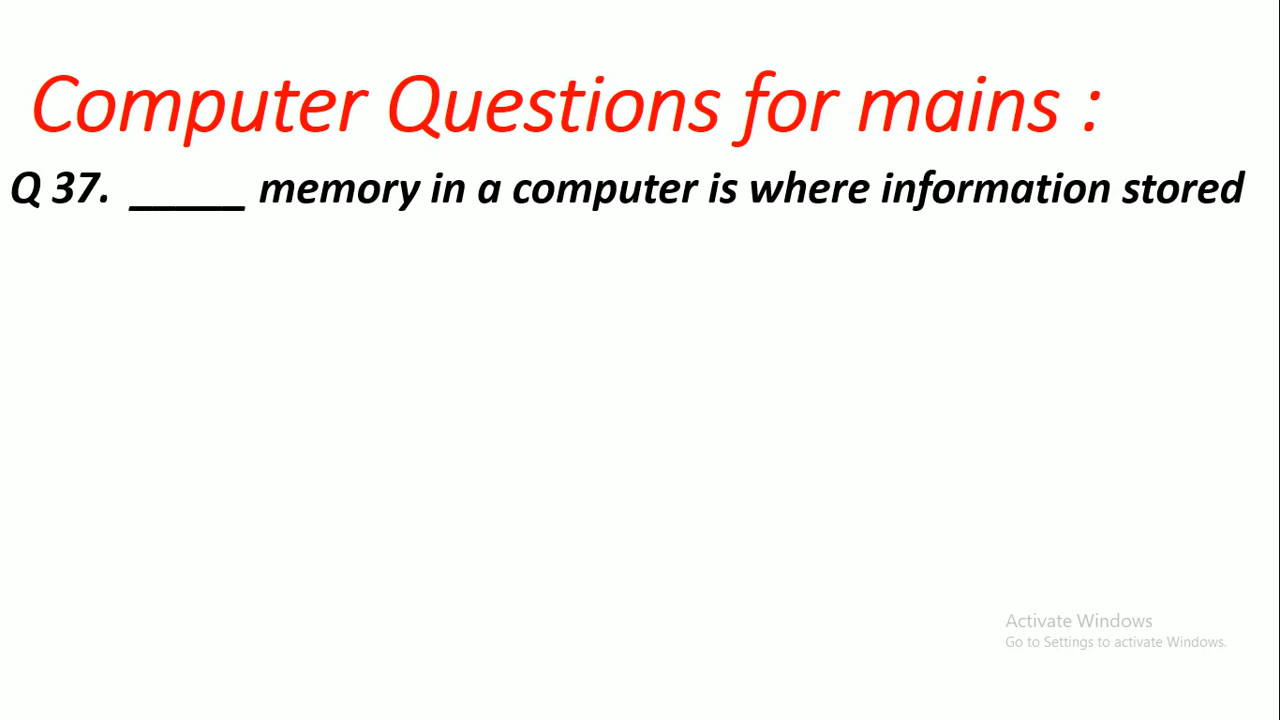 Computer Questions for mains :
Q 37. _____ memory in a computer is where information stored
Activate Windows
Go to Settings to activate Windows.